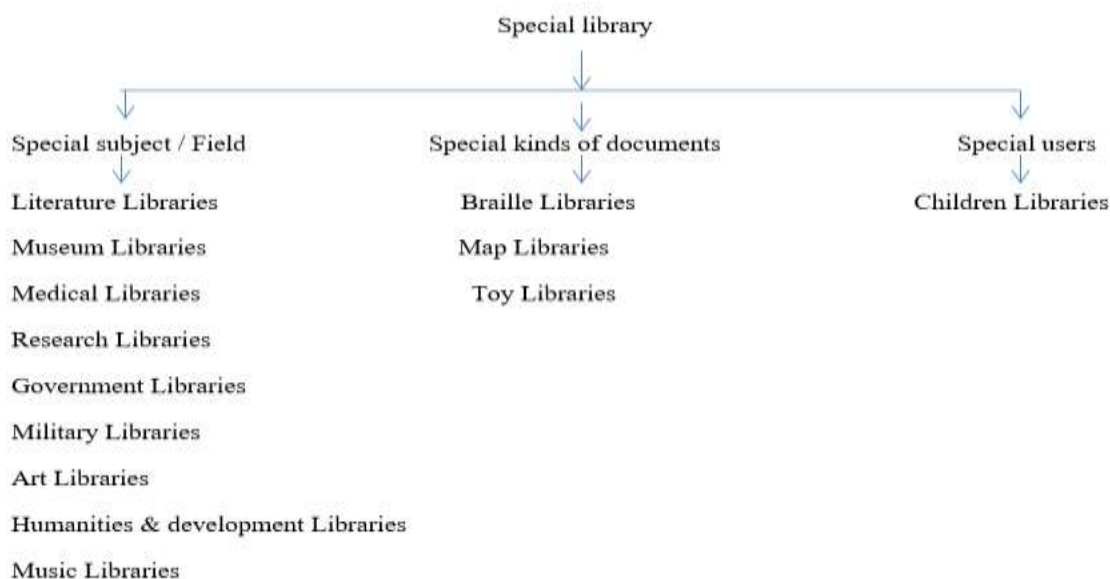 Special library
Special subject / Field
Special kinds of documents
Special users
Literature Libraries
Braille Libraries
Children Libraries
Museum Libraries
Map Libraries
Medical Libraries
Toy Libraries
Research Libraries
Government Libraries
Military Libraries
Art Libraries
Humanities & development Libraries
Music Libraries